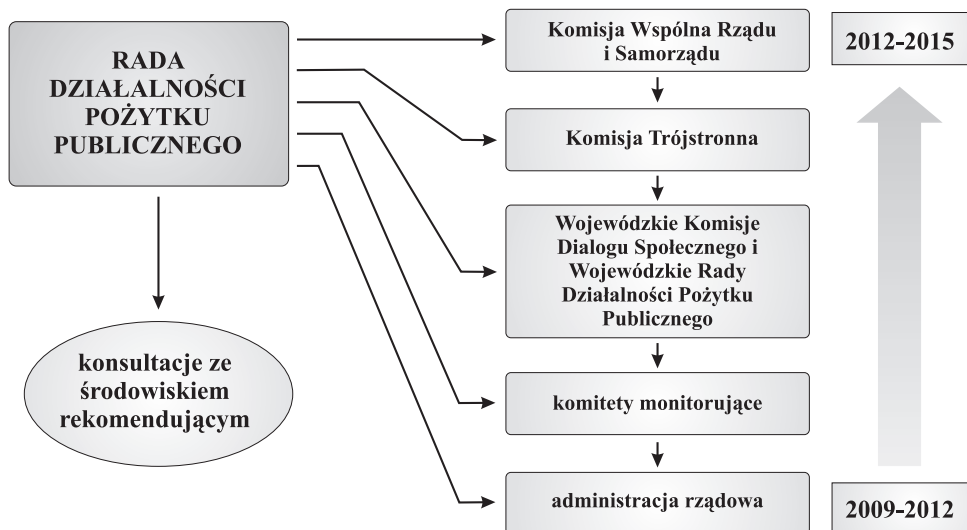 RADA
DZIAŁALNOŚCI
POŻYTKU
PUBLICZNEGO
konsultacje ze
środowiskiem
rekomendującym
Komisja Wspólna Rządu
i Samorządu
Komisja Trójstronna
Wojewódzkie Komisje
Dialogu Społecznego i
Wojewódzkie Rady
Działalności Pożytku
Publicznego
komitety monitorujące
administracja rządowa
2012-2015
2009-2012